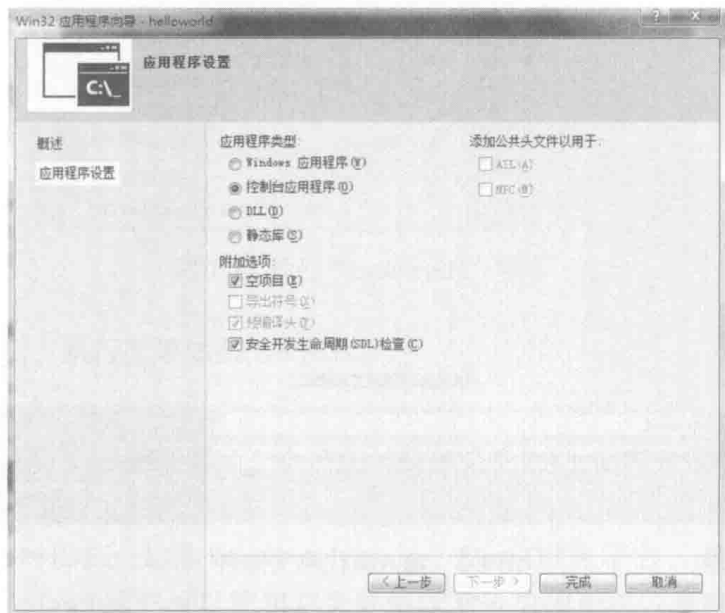 Win32 应用程序向导 - helloworld
C:\_
应用程序设置
概述
应用程序设置
应用程序类型:
Windows 应用程序(W)
控制台应用程序(O)
DLL(D)
静态库(S)
附加选项:
空项目(E)
导出符号(X)
预编译头(P)
安全开发生命周期(SDL)检查(C)
添加公共头文件以用于:
ATL(A)
MFC(M)
< 上一步
下一步 >
完成
取消